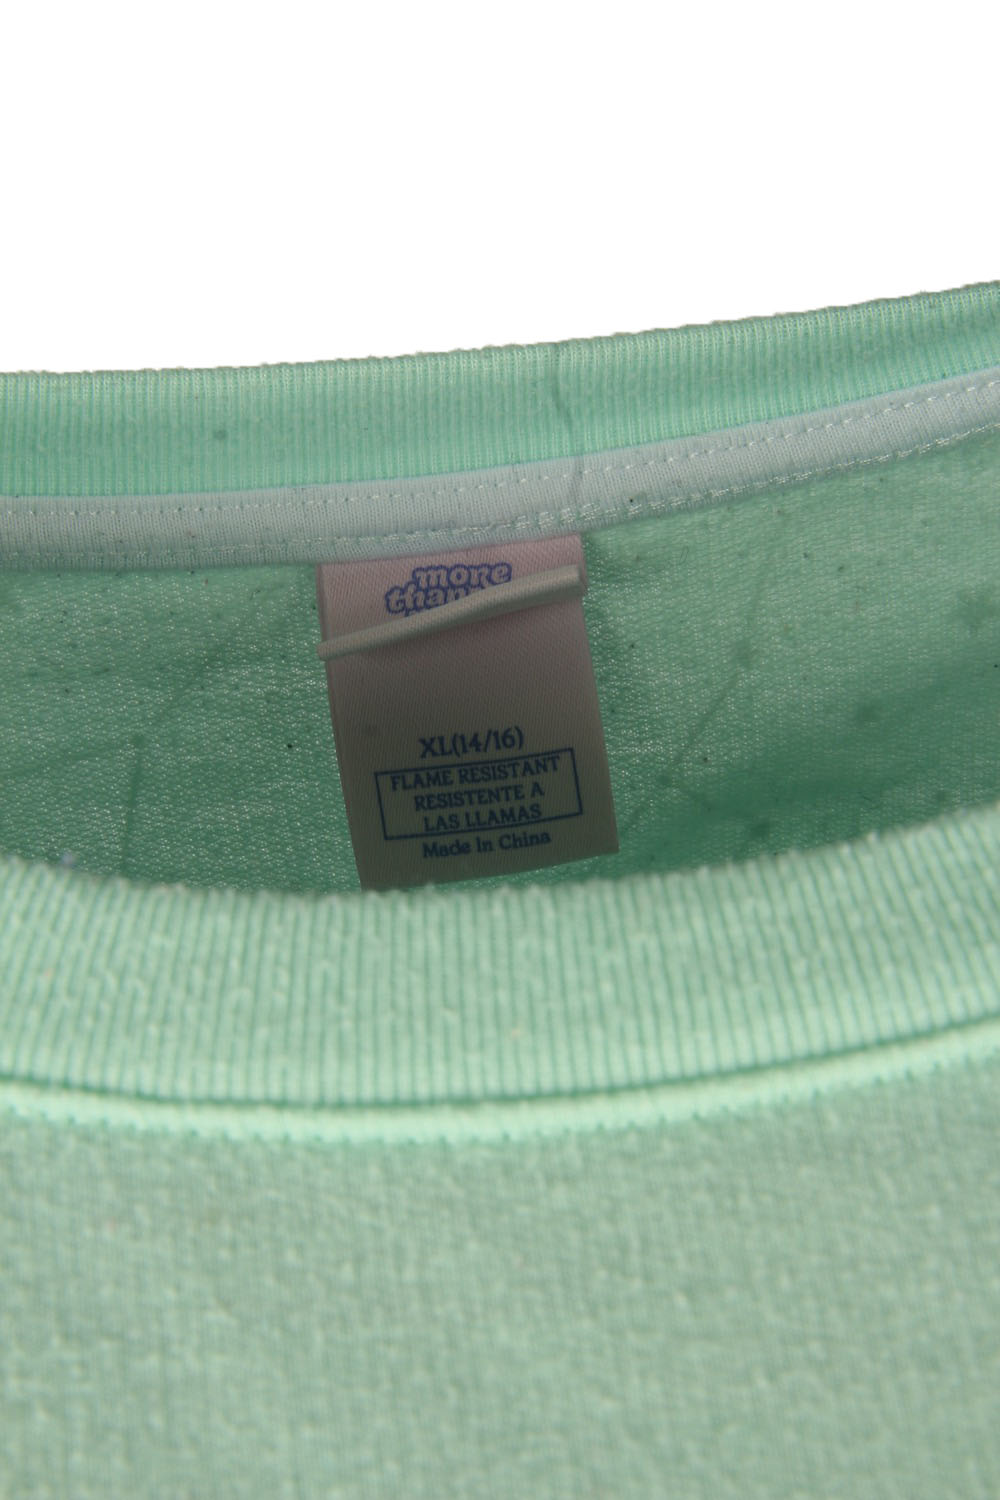 more
XL(14/16)
FLAME RESISTANT
RESISTENTE A
LAS LLAMAS
Made In China